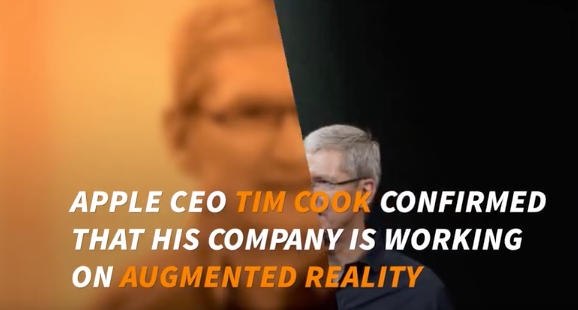 APPLE CEO TIM COOK CONFIRMED
THAT HIS COMPANY IS WORKING
ON AUGMENTED REALITY